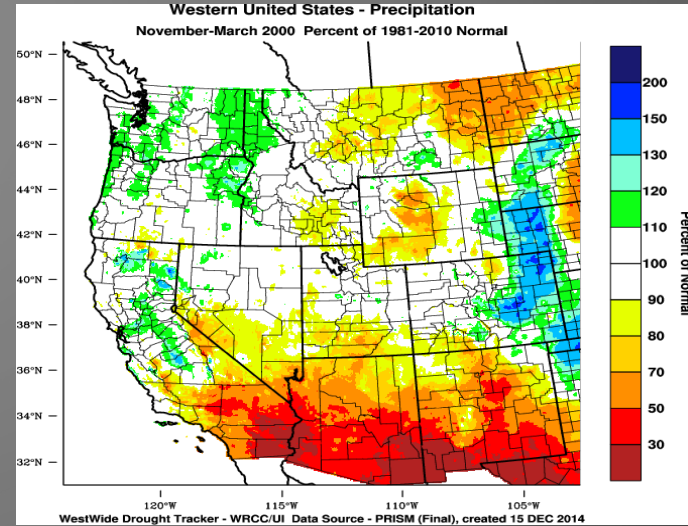 Western United States - Precipitation
November-March 2000 Percent of 1981-2010 Normal
50°N
48°N
46°N
44°N
42°N
40°N
38°N
36°N
34°N
32°N
120°W
115°W
110°W
105°W
200
150
130
120
110
100
90
80
70
50
30
Percent of Normal
WestWide Drought Tracker - WRCC/UI Data Source - PRISM (Final), created 15 DEC 2014